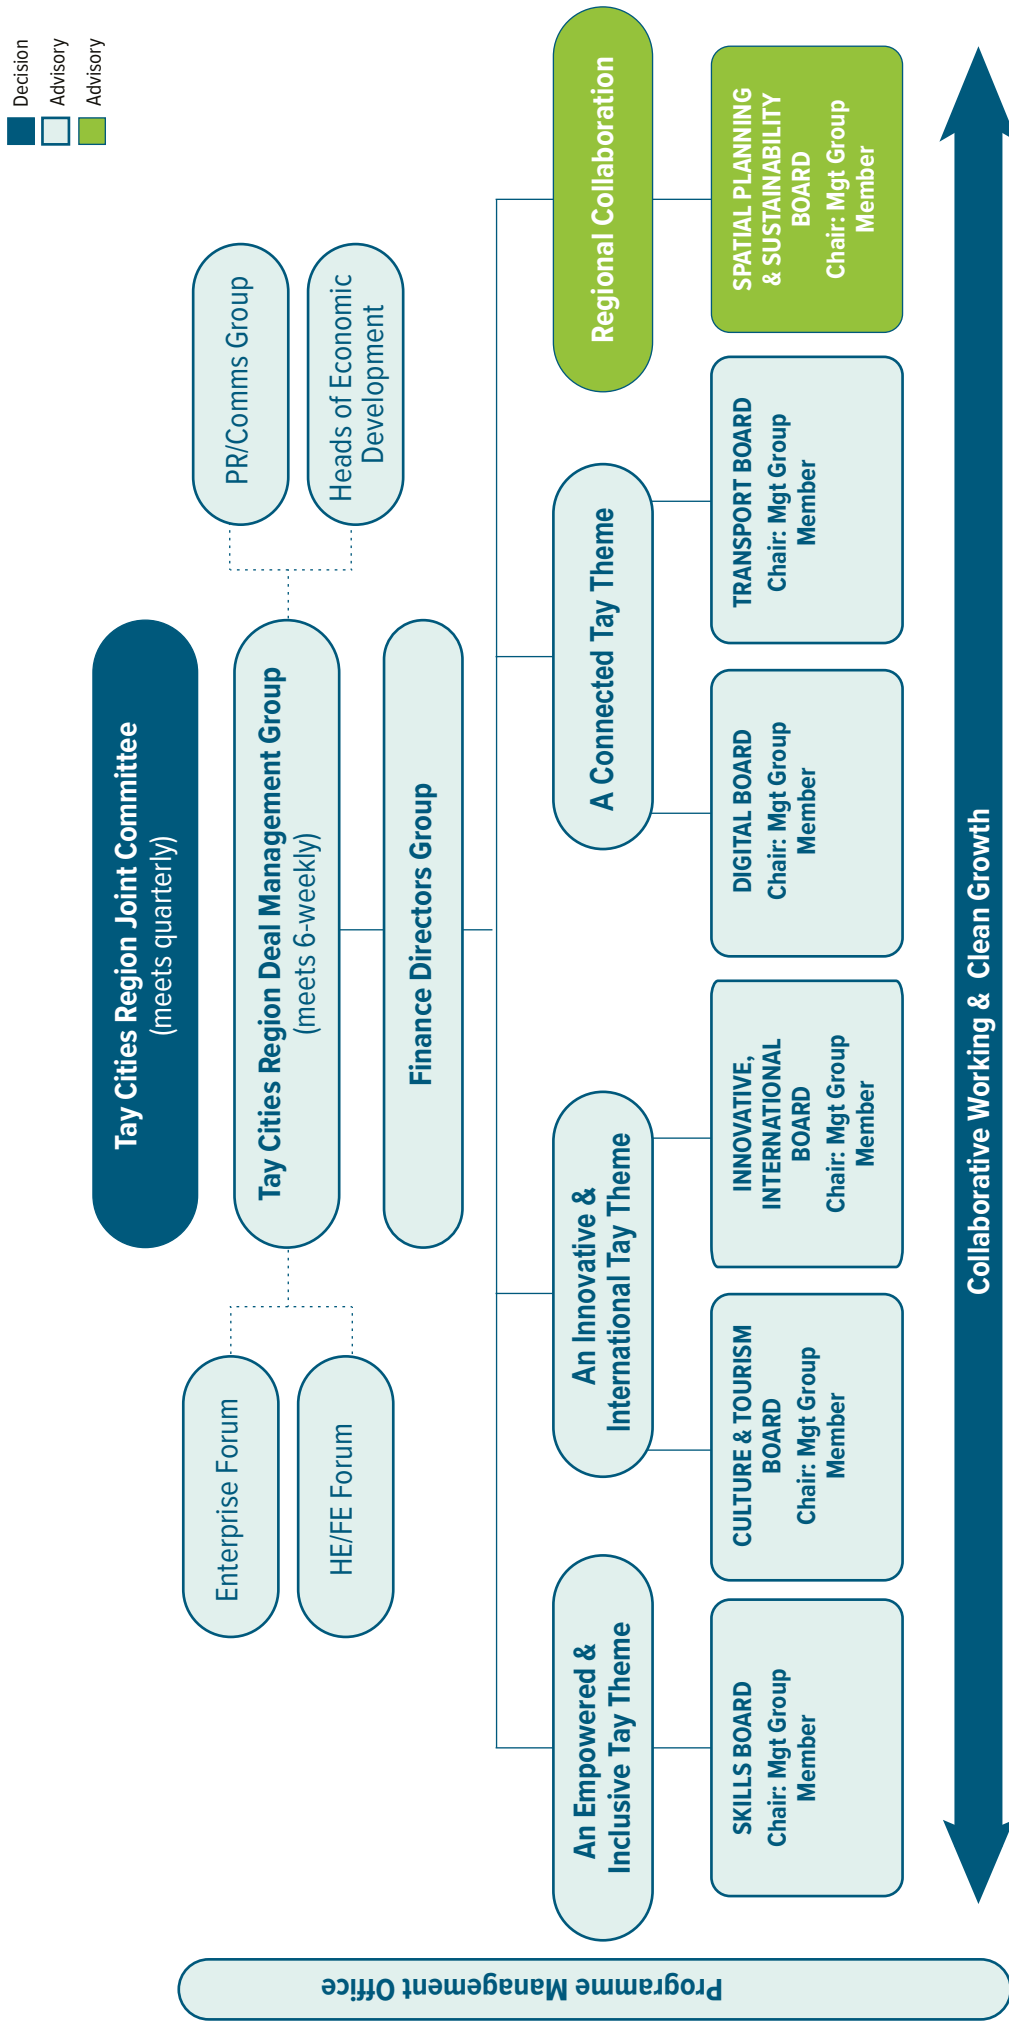 Decision
Advisory
Advisory
Tay Cities Region Joint Committee
(meets quarterly)
Tay Cities Region Deal Management Group
(meets 6-weekly)
Finance Directors Group
Enterprise Forum
HE/FE Forum
PR/Comms Group
Heads of Economic
Development
An Empowered &
Inclusive Tay Theme
An Innovative &
International Tay Theme
A Connected Tay Theme
Regional Collaboration
SKILLS BOARD
Chair: Mgt Group
Member
CULTURE & TOURISM
BOARD
Chair: Mgt Group
Member
INNOVATIVE,
INTERNATIONAL
BOARD
Chair: Mgt Group
Member
DIGITAL BOARD
Chair: Mgt Group
Member
TRANSPORT BOARD
Chair: Mgt Group
Member
SPATIAL PLANNING
& SUSTAINABILITY
BOARD
Chair: Mgt Group
Member
Collaborative Working & Clean Growth
Programme Management Office